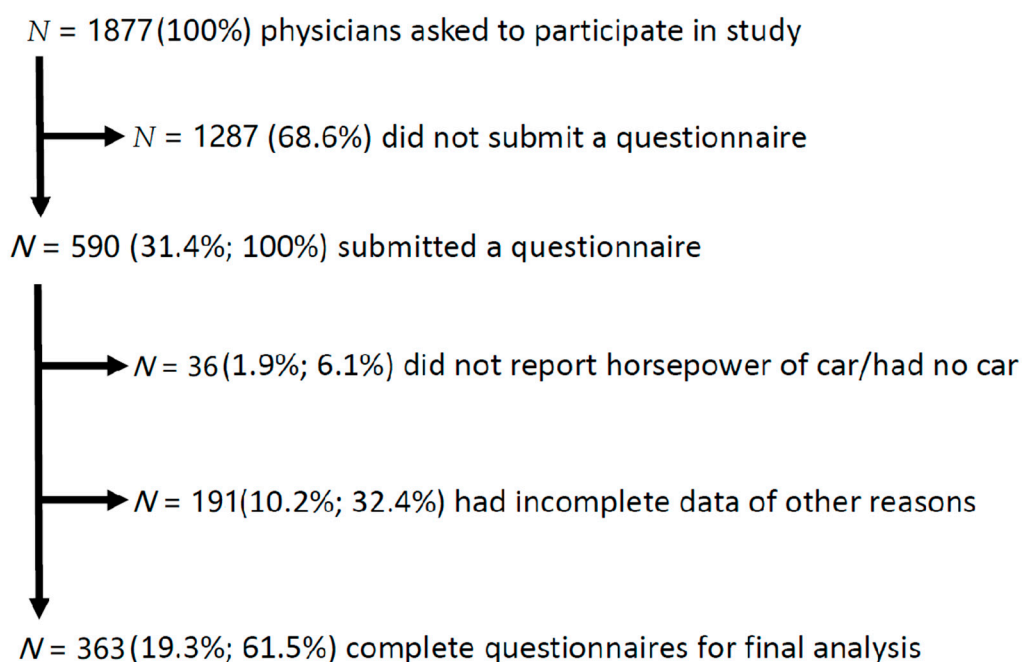 N = 1877(100%) physicians asked to participate in study
N = 1287 (68.6%) did not submit a questionnaire
N = 590 (31.4%; 100%) submitted a questionnaire
N = 36(1.9%; 6.1%) did not report horsepower of car/had no car
N = 191(10.2%; 32.4%) had incomplete data of other reasons
N = 363(19.3%; 61.5%) complete questionnaires for final analysis